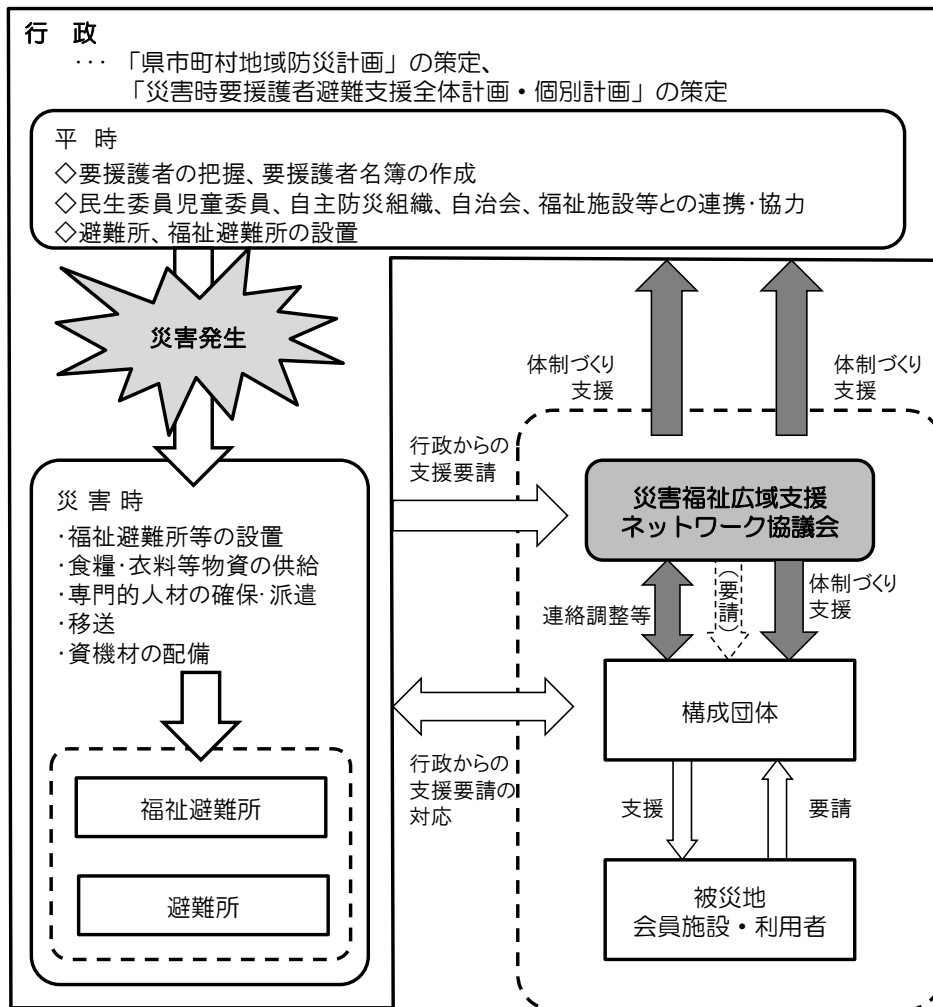 行　政
･･･「県市町村地域防災計画」の策定、
「災害時要援護者避難支援全体計画・個別計画」の策定
平　時
◇要援護者の把握、要援護者名簿の作成
◇民生委員児童委員、自主防災組織、自治会、福祉施設等との連携･協力
◇避難所、福祉避難所の設置
災害発生
災 害 時
･福祉避難所等の設置
･食糧･衣料等物資の供給
･専門的人材の確保･派遣
･移送
･資機材の配備
福祉避難所
避難所
体制づくり
支援
体制づくり
支援
行政からの
支援要請
災害福祉広域支援
ネットワーク協議会
連絡調整等
（要請）
体制づくり
支援
構成団体
行政からの
支援要請の
対応
支援
要請
被災地
会員施設・利用者